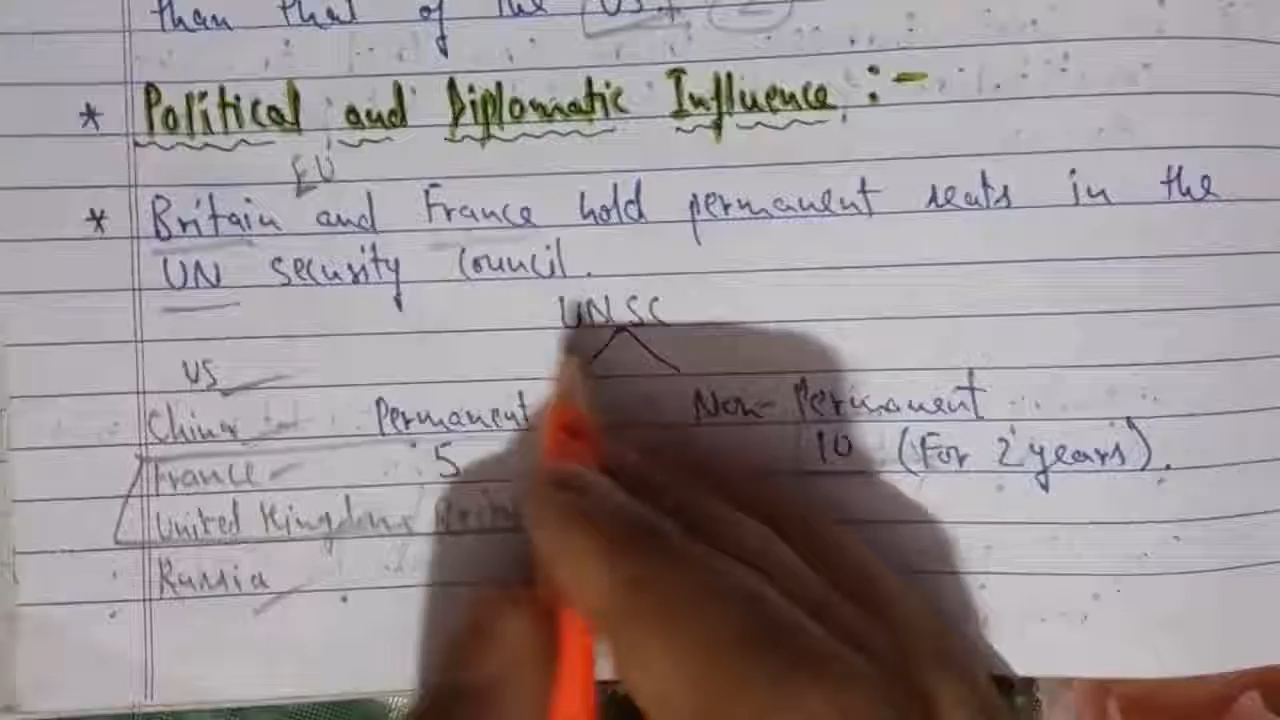 than that of the US.
* Political and Diplomatic Influence :-
EU
* Britain and France hold permanent seats in the
UN security council.
UNSC
US
China Permanent Non-Permanent
France 5 10 (For 2 years).
United Kingdom
Russia